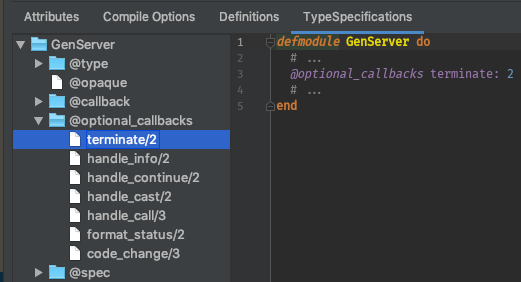 Attributes Compile Options Definitions TypeSpecifications
GenServer
@type
@opaque
@callback
@optional_callbacks
terminate/2
handle_info/2
handle_continue/2
handle_cast/2
handle_call/3
format_status/2
code_change/3
@spec
1 defmodule GenServer do
2 # ...
3 @optional_callbacks terminate: 2
4 # ...
5 end